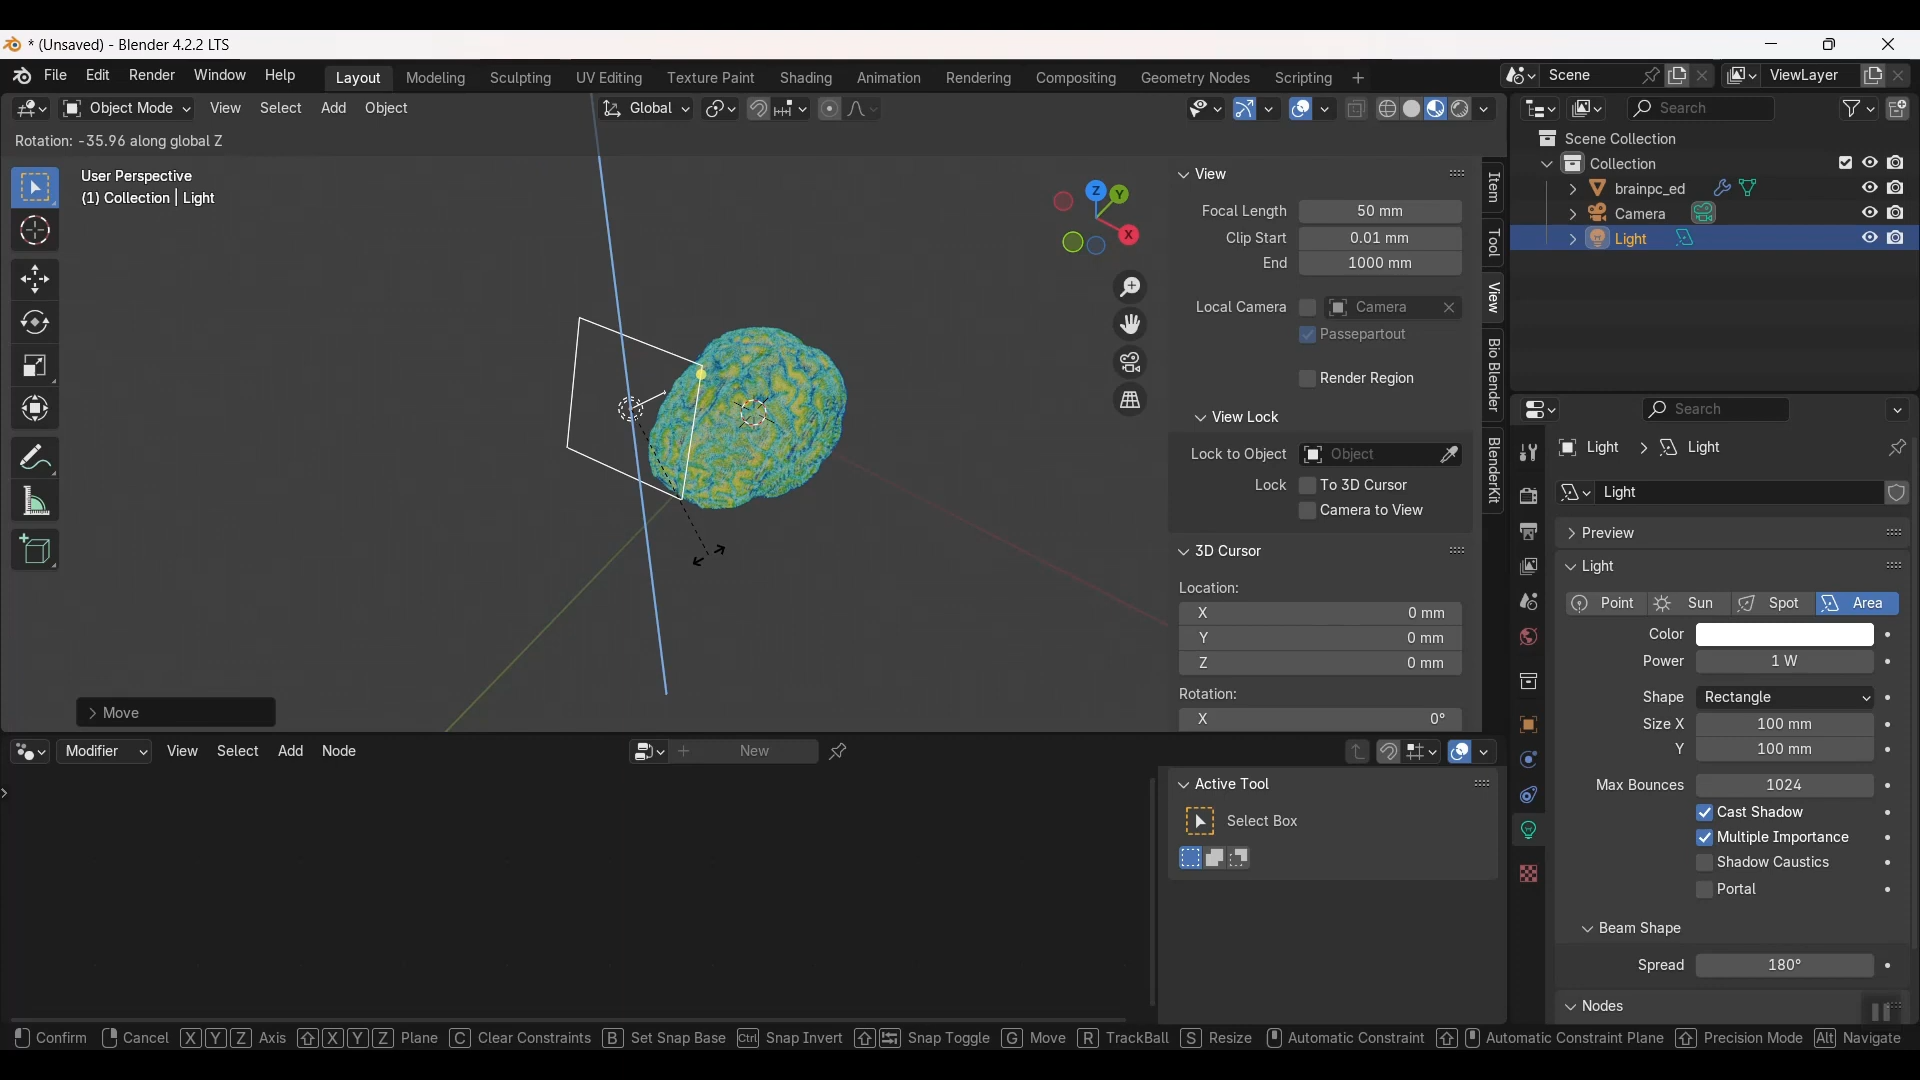 * (Unsaved) - Blender 4.2.2 LTS
File Edit Render Window Help Layout Modeling Sculpting UV Editing Texture Paint Shading Animation Rendering Compositing Geometry Nodes Scripting + Scene ViewLayer
Object Mode View Select Add Object Global Search
Rotation: -35.96 along global Z
User Perspective
(1) Collection | Light
Z Y X
View
Focal Length 50 mm
Clip Start 0.01 mm
End 1000 mm
Local Camera Camera
Passepartout
Render Region
View Lock
Lock to Object Object
Lock To 3D Cursor
Camera to View
3D Cursor
Location:
X 0 mm
Y 0 mm
Z 0 mm
Rotation:
X 0°
Item
Tool
View
Bio Blender
BlenderKit
Move
Scene Collection
Collection
brainpc_ed
Camera
Light
Search
Light > Light
Light
Preview
Light
Point Sun Spot Area
Color
Power 1 W
Shape Rectangle
Size X 100 mm
Y 100 mm
Max Bounces 1024
Cast Shadow
Multiple Importance
Shadow Caustics
Portal
Beam Shape
Spread 180°
Nodes
Modifier View Select Add Node New
Active Tool
Select Box
Confirm Cancel X Y Z Axis X Y Z Plane C Clear Constraints B Set Snap Base Ctrl Snap Invert Snap Toggle G Move R TrackBall S Resize Automatic Constraint Automatic Constraint Plane Precision Mode Alt Navigate